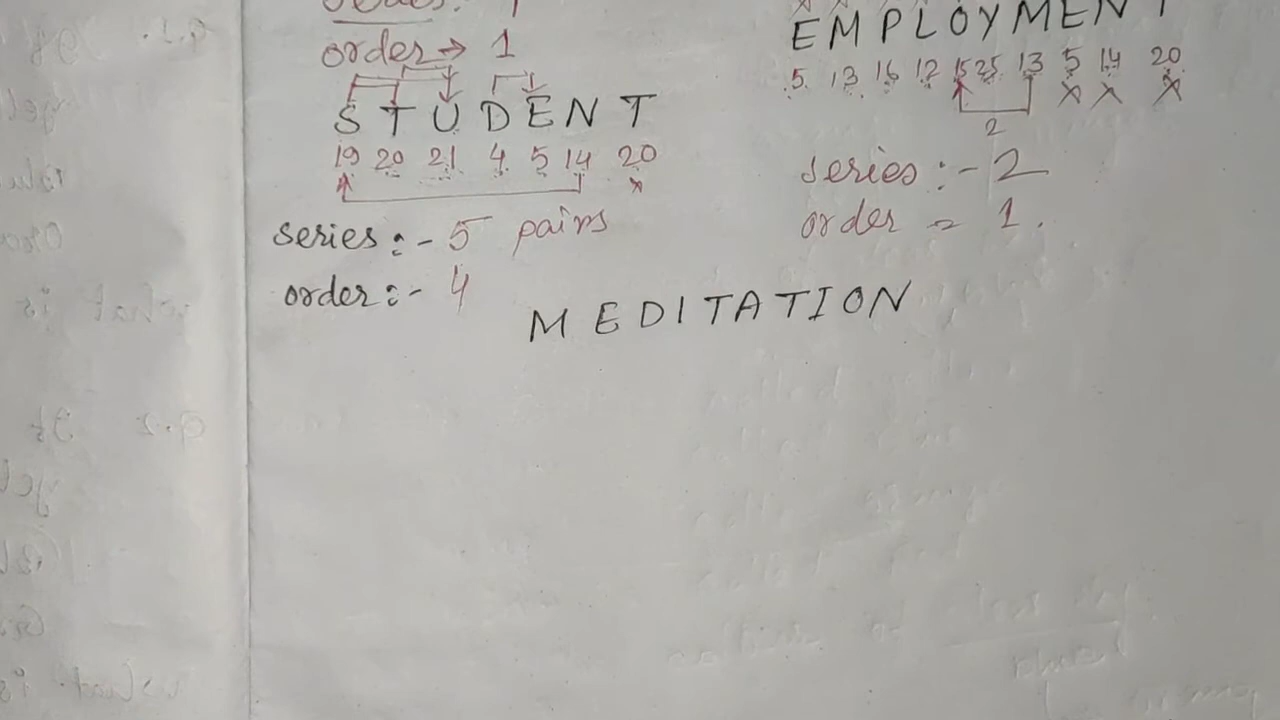 order → 1
STUDENT
19 20 21 4 5 14 20
series :- 5 pairs
order :- 4
EMPLOYMENT
5 13 16 12 15 25 13 5 14 20
2
series :- 2
order = 1.
MEDITATION